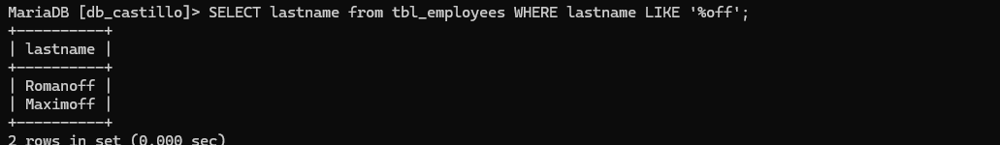 MariaDB [db_castillo]> SELECT lastname from tbl_employees WHERE lastname LIKE '%off';
+----------+
| lastname |
+----------+
| Romanoff |
| Maximoff |
+----------+
2 rows in set (0.000 sec)